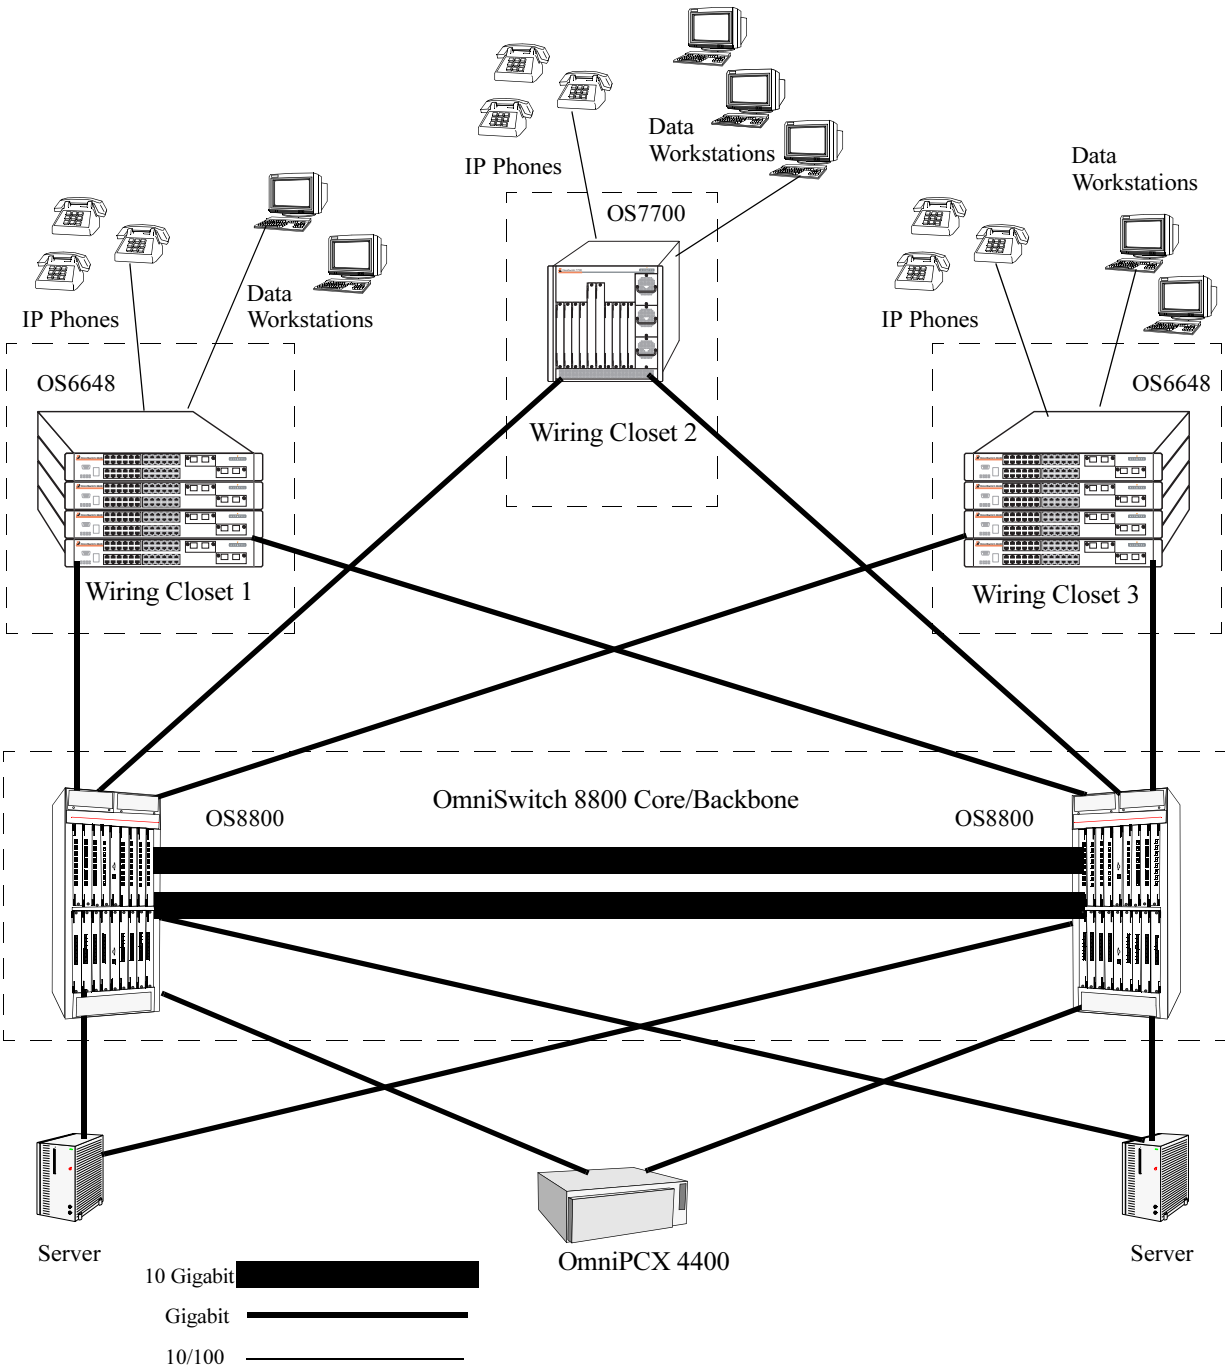 Data
Workstations
IP Phones
Data
Workstations
OS7700
Data
Workstations
IP Phones
IP Phones
OS6648
OS6648
Wiring Closet 2
Wiring Closet 1
Wiring Closet 3
OmniSwitch 8800 Core/Backbone
OS8800
OS8800
Server
OmniPCX 4400
Server
10 Gigabit
Gigabit
10/100